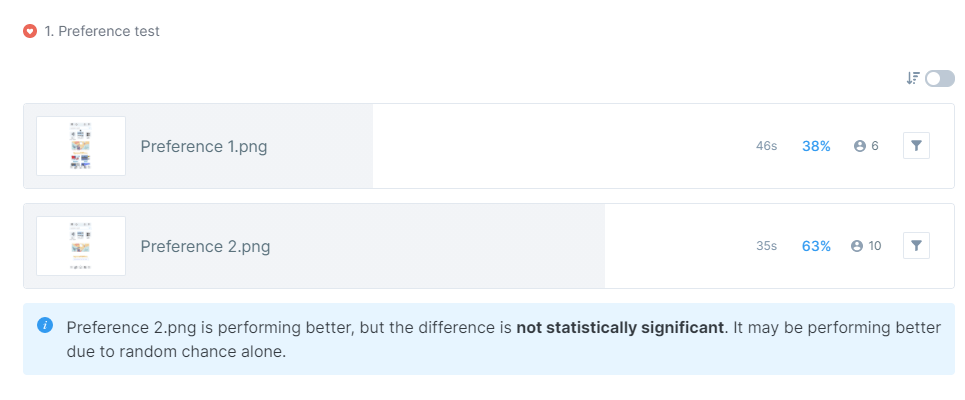 1. Preference test
Preference 1.png 46s 38% 6
Preference 2.png 35s 63% 10
Preference 2.png is performing better, but the difference is not statistically significant. It may be performing better
due to random chance alone.